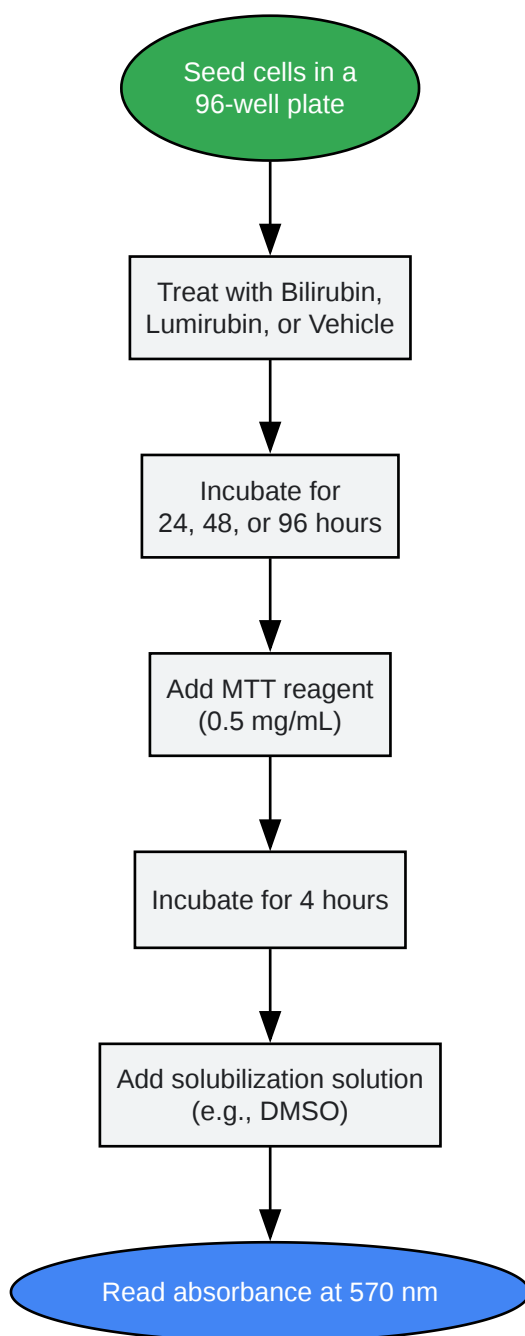 Seed cells in a
96-well plate
Treat with Bilirubin,
Lumirubin, or Vehicle
Incubate for
24, 48, or 96 hours
Add MTT reagent
(0.5 mg/mL)
Incubate for 4 hours
Add solubilization solution
(e.g., DMSO)
Read absorbance at 570 nm